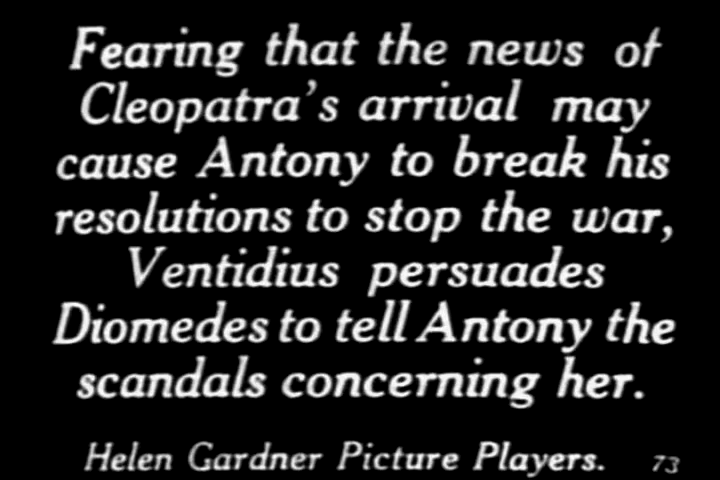 Fearing that the news of
Cleopatra's arrival may
cause Antony to break his
resolutions to stop the war,
Ventidius persuades
Diomedes to tell Antony the
scandals concerning her.
Helen Gardner Picture Players. 73